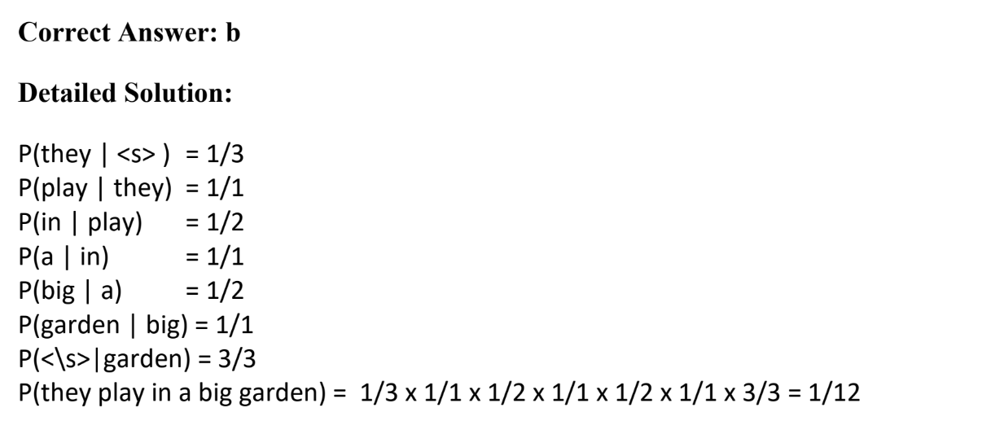 Correct Answer: b
Detailed Solution:
P(they | <s> ) = 1/3
P(play | they) = 1/1
P(in | play) = 1/2
P(a | in) = 1/1
P(big | a) = 1/2
P(garden | big) = 1/1
P(<\s>|garden) = 3/3
P(they play in a big garden) = 1/3 x 1/1 x 1/2 x 1/1 x 1/2 x 1/1 x 3/3 = 1/12